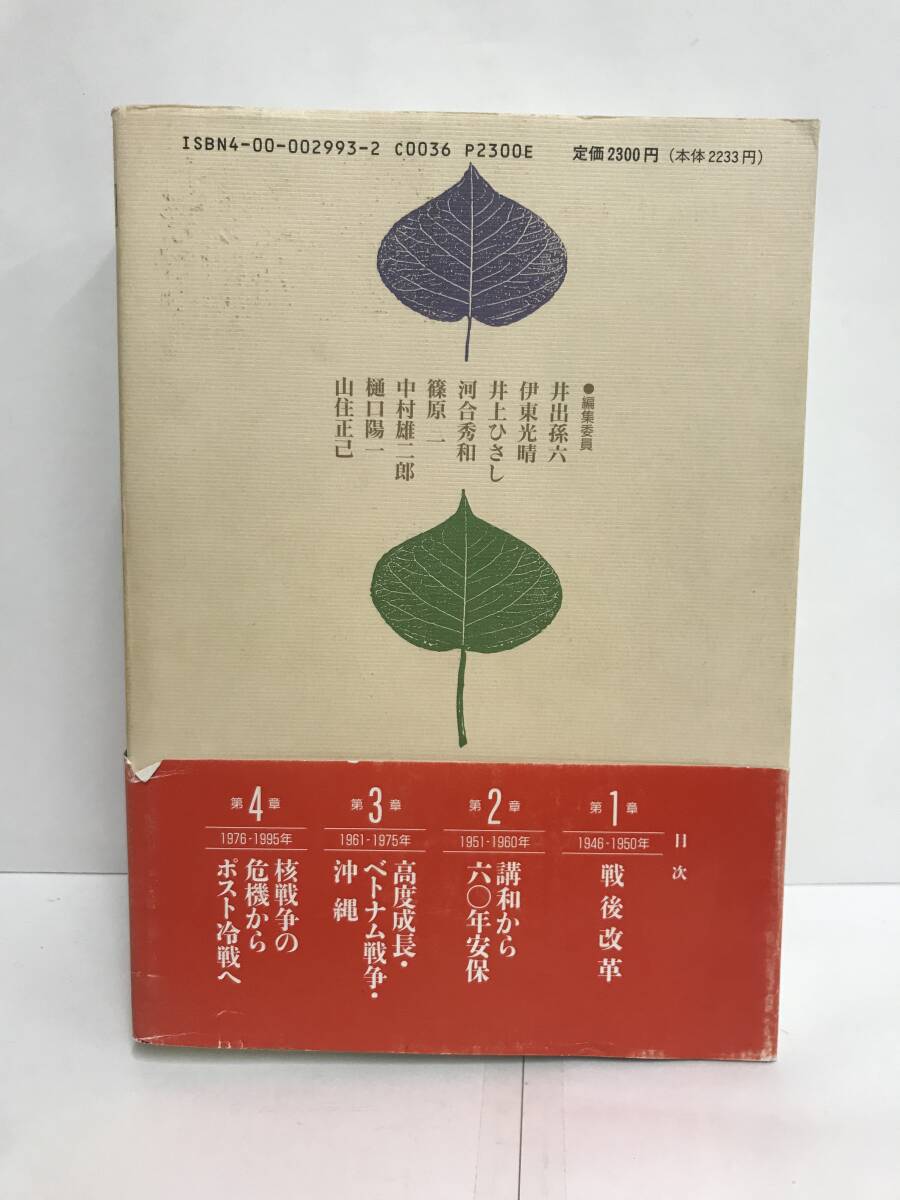 ISBN4-00-002993-2 C0036 P2300E 定価2300円(本体2233円)
●編集委員
井出孫六
伊東光晴
井上ひさし
河合秀和
篠原 一
中村雄二郎
樋口陽一
山住正己
目次
第1章
1946-1950年
戦後改革
第2章
1951-1960年
講和から
六〇年安保
第3章
1961-1975年
高度成長・
ベトナム戦争・
沖縄
第4章
1976-1995年
核戦争の
危機から
ポスト冷戦へ